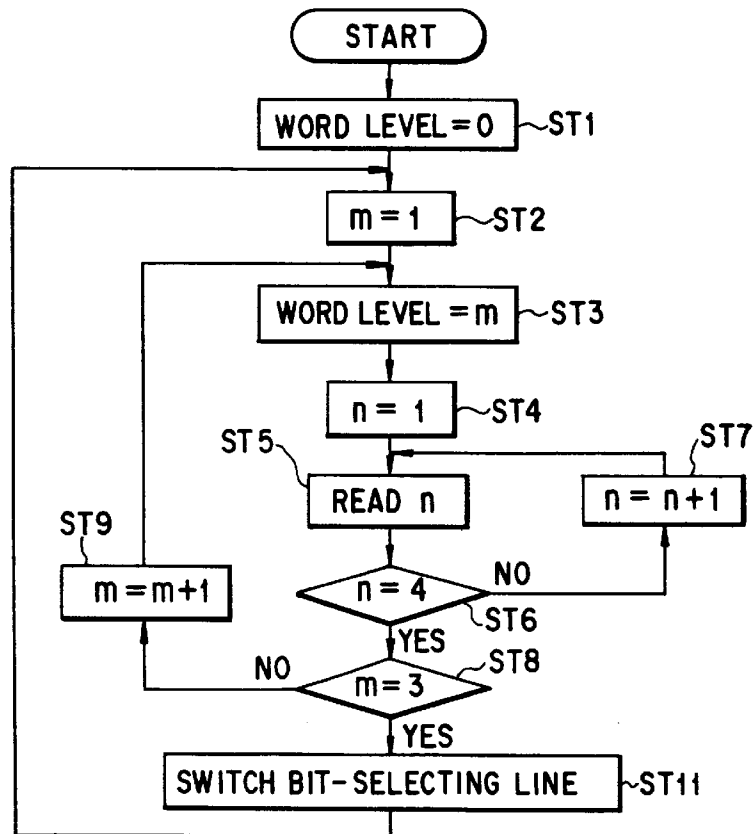 START
WORD LEVEL=0
ST1
m=1
ST2
WORD LEVEL=m
ST3
n=1
ST4
ST5
READ n
ST7
n=n+1
ST9
m=m+1
n=4
NO
ST6
YES
ST8
NO
m=3
YES
SWITCH BIT-SELECTING LINE
ST11